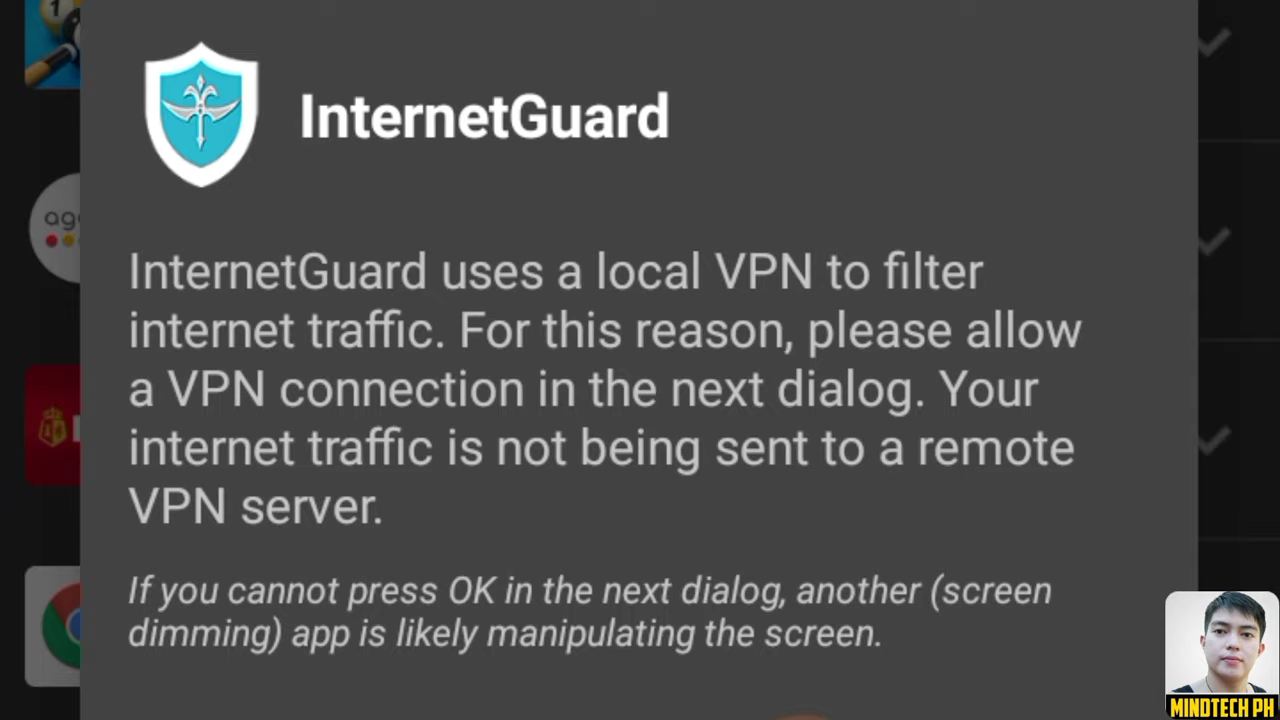 1
InternetGuard
ago
InternetGuard uses a local VPN to filter
internet traffic. For this reason, please allow
a VPN connection in the next dialog. Your
internet traffic is not being sent to a remote
VPN server.
If you cannot press OK in the next dialog, another (screen
dimming) app is likely manipulating the screen.
MINDTECH PH